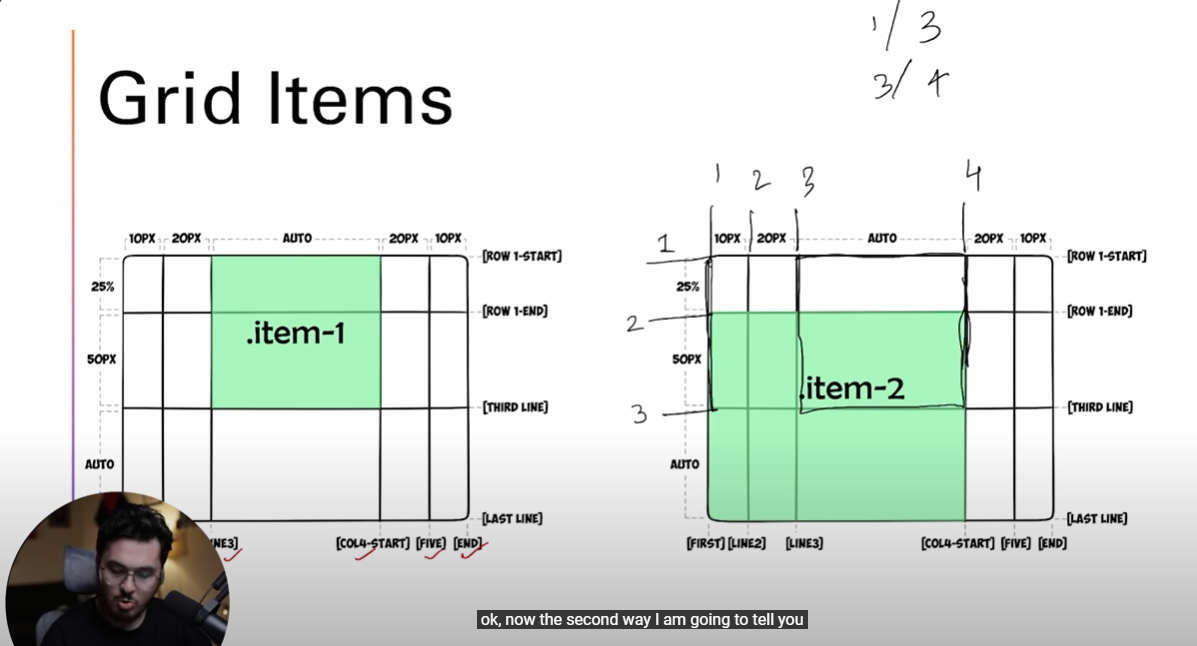 1/3
3/4
Grid Items
1 2 3 4
10PX 20PX AUTO 20PX 10PX
[ROW 1-START]
25%
.item-1
[ROW 1-END]
50PX
[THIRD LINE]
AUTO
[LAST LINE]
NE3] [COL4-START] [FIVE] [END]
10PX 20PX AUTO 20PX 10PX
1
[ROW 1-START]
25%
2
[ROW 1-END]
50PX
.item-2
3
[THIRD LINE]
AUTO
[LAST LINE]
[FIRST] [LINE2] [LINE3] [COL4-START] [FIVE] [END]
ok, now the second way I am going to tell you